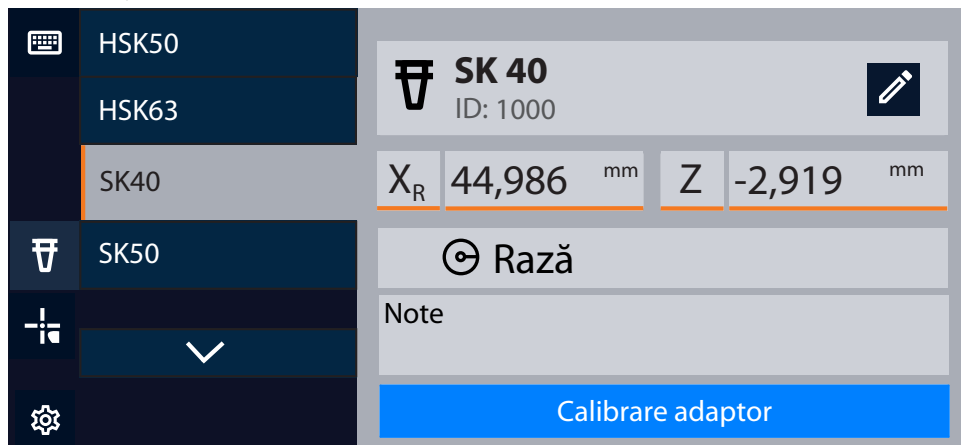 HSK50
HSK63
SK40
SK50
SK 40
ID: 1000
XR 44,986 mm Z -2,919 mm
Rază
Note
Calibrare adaptor